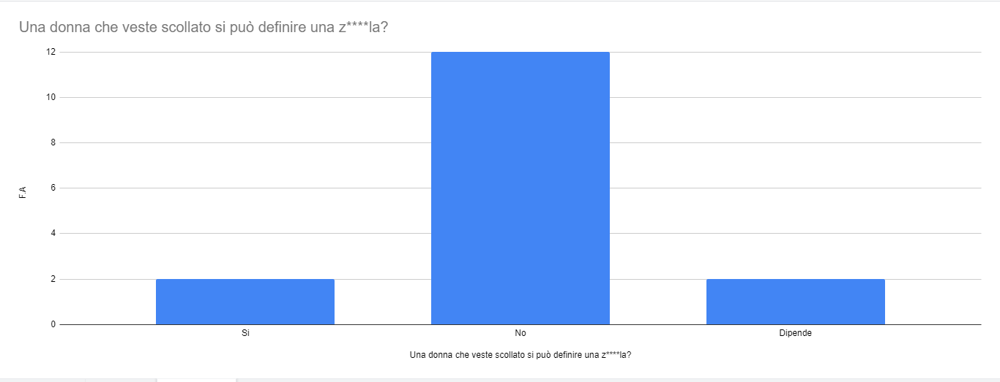 Una donna che veste scollato si può definire una z****la?
12
10
8
6
4
2
0
F.A
Si
No
Dipende
Una donna che veste scollato si può definire una z****la?